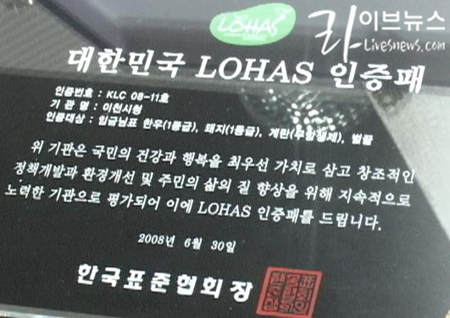 LOHAS
라이브뉴스
Livesnews.com
대한민국 LOHAS 인증패
인증번호 : KLC 08-11호
기 관 명 : 이천시청
인증대상 : 임금님표 한우(1등급), 돼지(1등급), 계란(무항생제), 벌꿀
위 기관은 국민의 건강과 행복을 최우선 가치로 삼고 창조적인
정책개발과 환경개선 및 주민의 삶의 질 향상을 위해 지속적으로
노력한 기관으로 평가되어 이에 LOHAS 인증패를 드립니다.
2008년 6월 30일
한국표준협회장